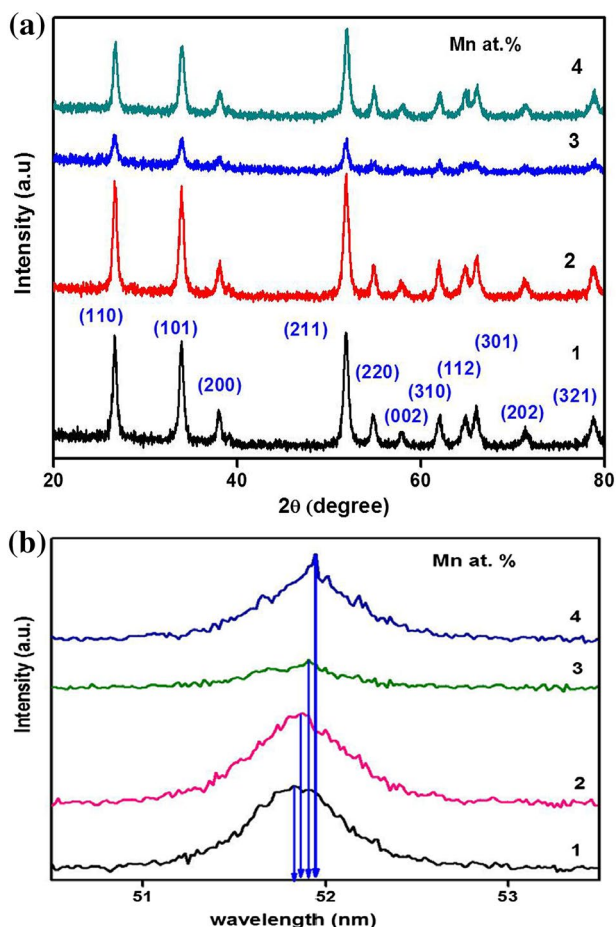 (a)
Mn at.%
4
3
2
1
(110)
(101)
(200)
(211)
(220)
(002)
(310)
(112)
(301)
(202)
(321)
Intensity (a.u)
20 40 60 80
2θ (degree)
(b)
Mn at. %
4
3
2
1
Intensity (a.u.)
51 52 53
wavelength (nm)